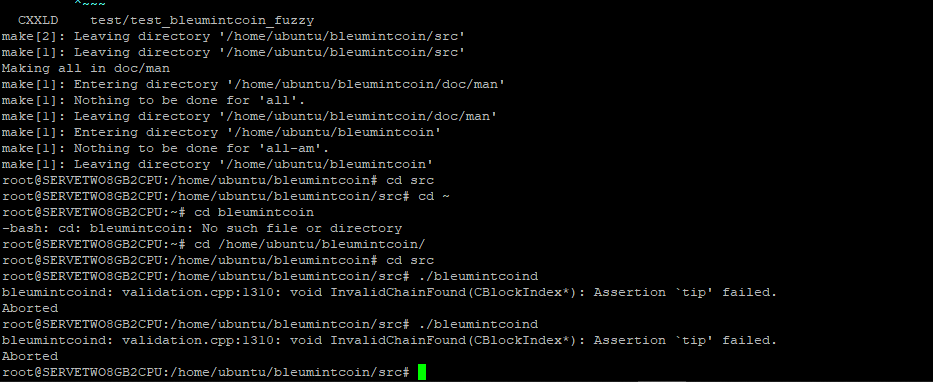 ^~~~
CXXLD    test/test_bleumintcoin_fuzzy
make[2]: Leaving directory '/home/ubuntu/bleumintcoin/src'
make[1]: Leaving directory '/home/ubuntu/bleumintcoin/src'
Making all in doc/man
make[1]: Entering directory '/home/ubuntu/bleumintcoin/doc/man'
make[1]: Nothing to be done for 'all'.
make[1]: Leaving directory '/home/ubuntu/bleumintcoin/doc/man'
make[1]: Entering directory '/home/ubuntu/bleumintcoin'
make[1]: Nothing to be done for 'all-am'.
make[1]: Leaving directory '/home/ubuntu/bleumintcoin'
root@SERVETWO8GB2CPU:/home/ubuntu/bleumintcoin# cd src
root@SERVETWO8GB2CPU:/home/ubuntu/bleumintcoin/src# cd ~
root@SERVETWO8GB2CPU:~# cd bleumintcoin
-bash: cd: bleumintcoin: No such file or directory
root@SERVETWO8GB2CPU:~# cd /home/ubuntu/bleumintcoin/
root@SERVETWO8GB2CPU:/home/ubuntu/bleumintcoin# cd src
root@SERVETWO8GB2CPU:/home/ubuntu/bleumintcoin/src# ./bleumintcoind
bleumintcoind: validation.cpp:1310: void InvalidChainFound(CBlockIndex*): Assertion `tip' failed.
Aborted
root@SERVETWO8GB2CPU:/home/ubuntu/bleumintcoin/src# ./bleumintcoind
bleumintcoind: validation.cpp:1310: void InvalidChainFound(CBlockIndex*): Assertion `tip' failed.
Aborted
root@SERVETWO8GB2CPU:/home/ubuntu/bleumintcoin/src#